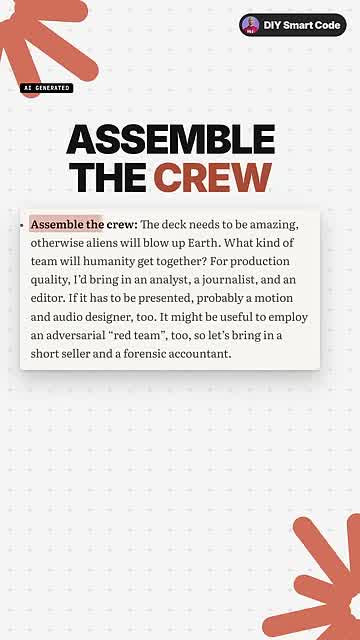 DIY Smart Code
AI GENERATED
ASSEMBLE
THE CREW
• Assemble the crew: The deck needs to be amazing,
otherwise aliens will blow up Earth. What kind of
team will humanity get together? For production
quality, I’d bring in an analyst, a journalist, and an
editor. If it has to be presented, probably a motion
and audio designer, too. It might be useful to employ
an adversarial “red team”, too, so let’s bring in a
short seller and a forensic accountant.